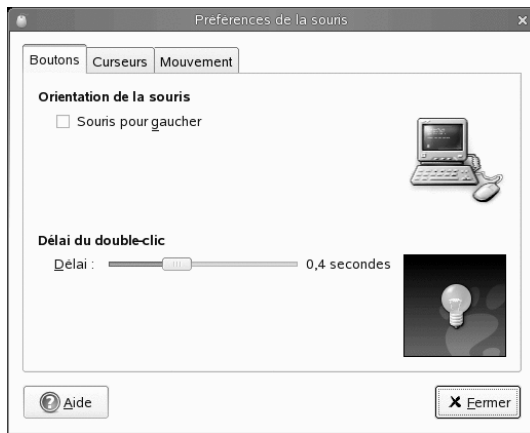 Préférences de la souris
Boutons Curseurs Mouvement
Orientation de la souris
Souris pour gaucher
Délai du double-clic
Délai : 0,4 secondes
Aide Fermer